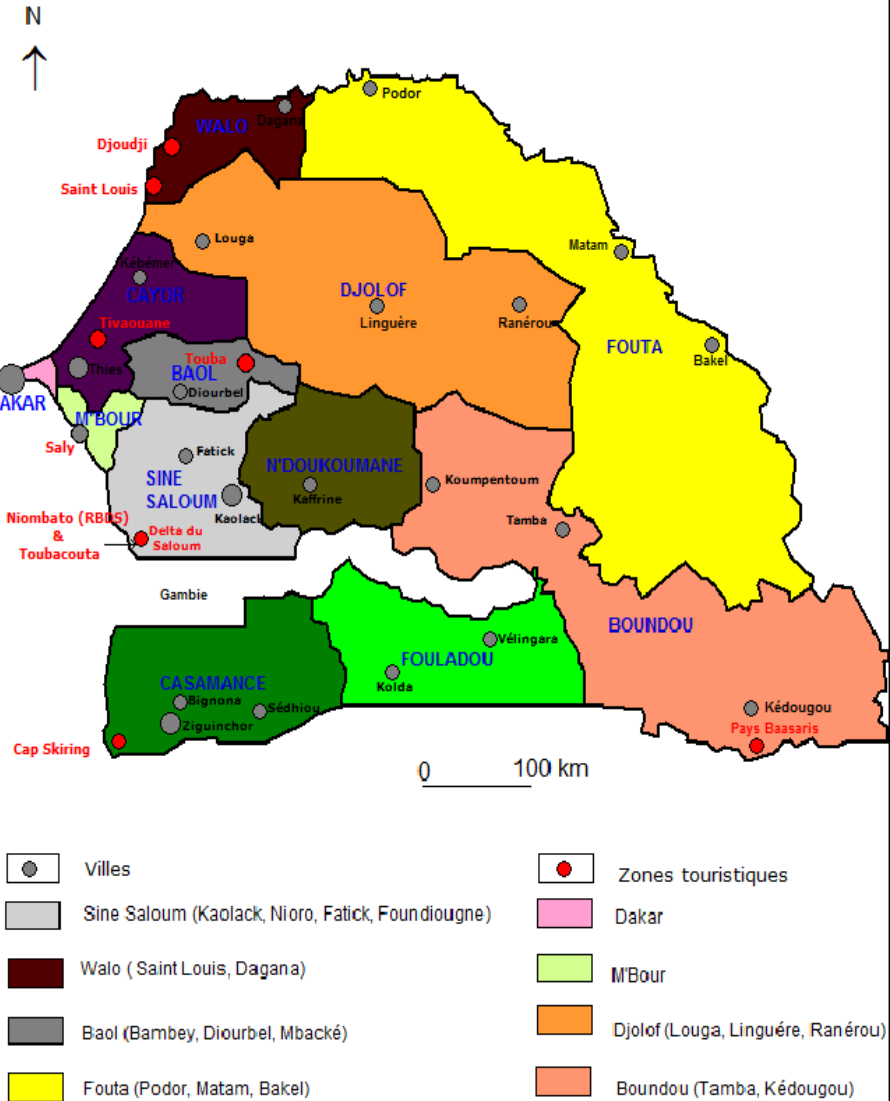 N
Podor
Dagana
WALO
Djoudji
Saint Louis
Louga
Matam
Kébémer
CAYOR
DJOLOF
Linguère
Ranérou
Tivaouane
FOUTA
Bakel
Touba
Thies
BAOL
Diourbel
AKAR
M'BOUR
Saly
Fatick
N'DOUKOUMANE
SINE
SALOUM
Koumpentoum
Kaffrine
Kaolack
Tamba
Niombato (RBDS)
&
Toubacouta
Delta du
Saloum
Gambie
BOUNDOU
Vélingara
FOULADOU
Kolda
CASAMANCE
Bignona
Sédhiou
Ziguinchor
Kédougou
Pays Baasaris
Cap Skiring
0 100 km
Villes
Zones touristiques
Sine Saloum (Kaolack, Nioro, Fatick, Foundiougne)
Dakar
Walo ( Saint Louis, Dagana)
M'Bour
Baol (Bambey, Diourbel, Mbacké)
Djolof (Louga, Linguére, Ranérou)
Fouta (Podor, Matam, Bakel)
Boundou (Tamba, Kédougou)